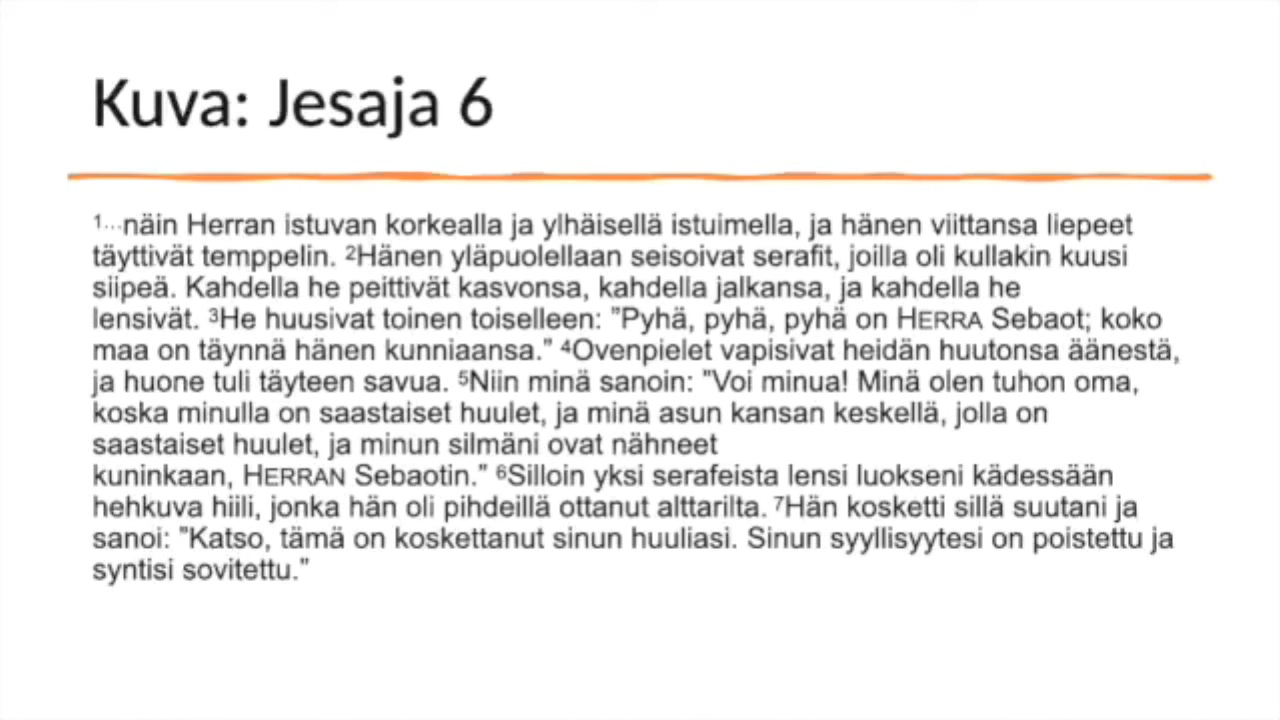 Kuva: Jesaja 6
1...näin Herran istuvan korkealla ja ylhäisellä istuimella, ja hänen viittansa liepeet
täyttivät temppelin. 2Hänen yläpuolellaan seisoivat serafit, joilla oli kullakin kuusi
siipeä. Kahdella he peittivät kasvonsa, kahdella jalkansa, ja kahdella he
lensivät. 3He huusivat toinen toiselleen: ”Pyhä, pyhä, pyhä on HERRA Sebaot; koko
maa on täynnä hänen kunniaansa.” 4Ovenpielet vapisivat heidän huutonsa äänestä,
ja huone tuli täyteen savua. 5Niin minä sanoin: ”Voi minua! Minä olen tuhon oma,
koska minulla on saastaiset huulet, ja minä asun kansan keskellä, jolla on
saastaiset huulet, ja minun silmäni ovat nähneet
kuninkaan, HERRAN Sebaotin.” 6Silloin yksi serafeista lensi luokseni kädessään
hehkuva hiili, jonka hän oli pihdeillä ottanut alttarilta. 7Hän kosketti sillä suutani ja
sanoi: ”Katso, tämä on koskettanut sinun huuliasi. Sinun syyllisyytesi on poistettu ja
syntisi sovitettu.”